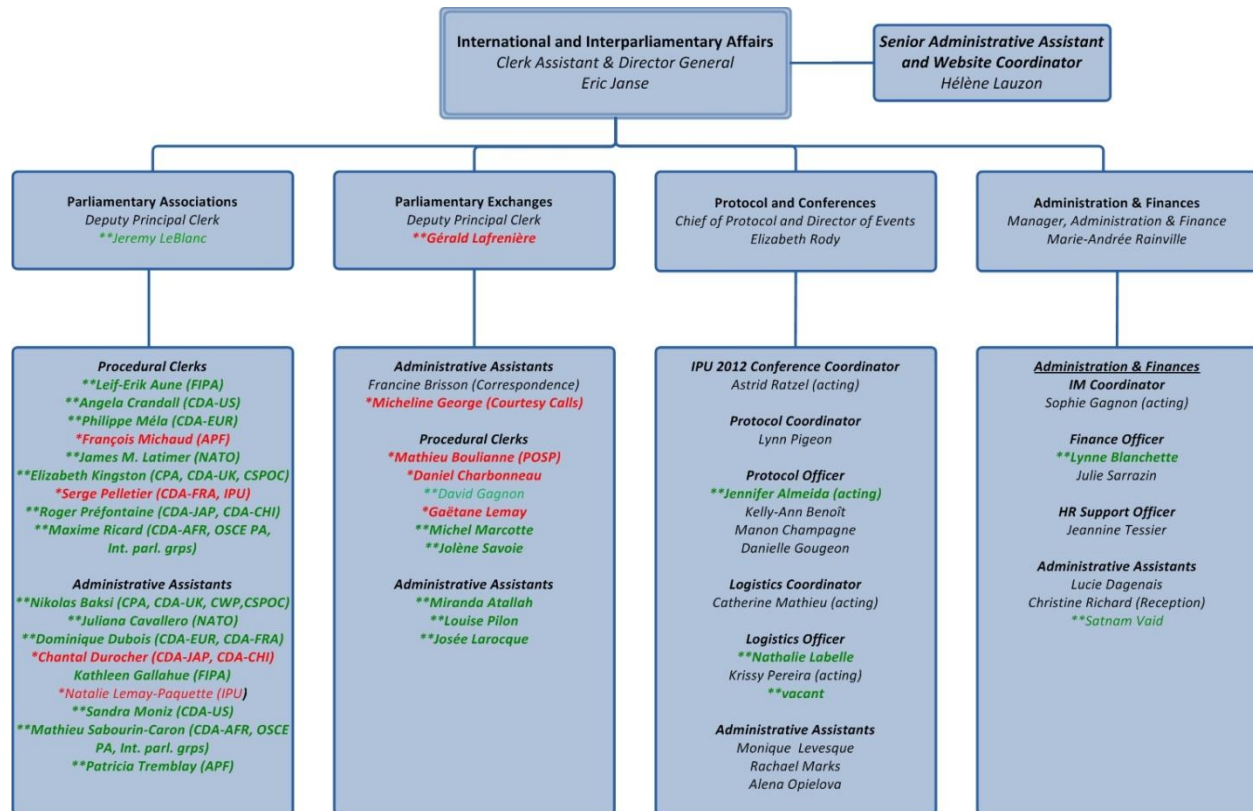 International and Interparliamentary Affairs
Clerk Assistant & Director General
Eric Janse
Senior Administrative Assistant
and Website Coordinator
Hélène Lauzon
Parliamentary Associations
Deputy Principal Clerk
**Jeremy LeBlanc
Parliamentary Exchanges
Deputy Principal Clerk
**Gérald Lafrenière
Protocol and Conferences
Chief of Protocol and Director of Events
Elizabeth Rody
Administration & Finances
Manager, Administration & Finance
Marie-Andrée Rainville
Procedural Clerks
**Leif-Erik Aune (FIPA)
**Angela Crandall (CDA-US)
**Philippe Méla (CDA-EUR)
*François Michaud (APF)
**James M. Latimer (NATO)
**Elizabeth Kingston (CPA, CDA-UK, CSPOC)
*Serge Pelletier (CDA-FRA, IPU)
**Roger Préfontaine (CDA-JAP, CDA-CHI)
**Maxime Ricard (CDA-AFR, OSCE PA,
Int. parl. grps)
Administrative Assistants
**Nikolas Baksi (CPA, CDA-UK, CWP,CSPOC)
**Juliana Cavallero (NATO)
**Dominique Dubois (CDA-EUR, CDA-FRA)
*Chantal Durocher (CDA-JAP, CDA-CHI)
Kathleen Gallahue (FIPA)
*Natalie Lemay-Paquette (IPU)
**Sandra Moniz (CDA-US)
**Mathieu Sabourin-Caron (CDA-AFR, OSCE
PA, Int. parl. grps)
**Patricia Tremblay (APF)
Administrative Assistants
Francine Brisson (Correspondence)
*Micheline George (Courtesy Calls)
Procedural Clerks
*Mathieu Boulianne (POSP)
*Daniel Charbonneau
**David Gagnon
*Gaëtane Lemay
**Michel Marcotte
**Jolène Savoie
Administrative Assistants
**Miranda Atallah
**Louise Pilon
**Josée Larocque
IPU 2012 Conference Coordinator
Astrid Ratzel (acting)
Protocol Coordinator
Lynn Pigeon
Protocol Officer
**Jennifer Almeida (acting)
Kelly-Ann Benoît
Manon Champagne
Danielle Gougeon
Logistics Coordinator
Catherine Mathieu (acting)
Logistics Officer
**Nathalie Labelle
Krissy Pereira (acting)
**vacant
Administrative Assistants
Monique Levesque
Rachael Marks
Alena Opielova
Administration & Finances
IM Coordinator
Sophie Gagnon (acting)
Finance Officer
**Lynne Blanchette
Julie Sarrazin
HR Support Officer
Jeannine Tessier
Administrative Assistants
Lucie Dagenais
Christine Richard (Reception)
**Satnam Vaid